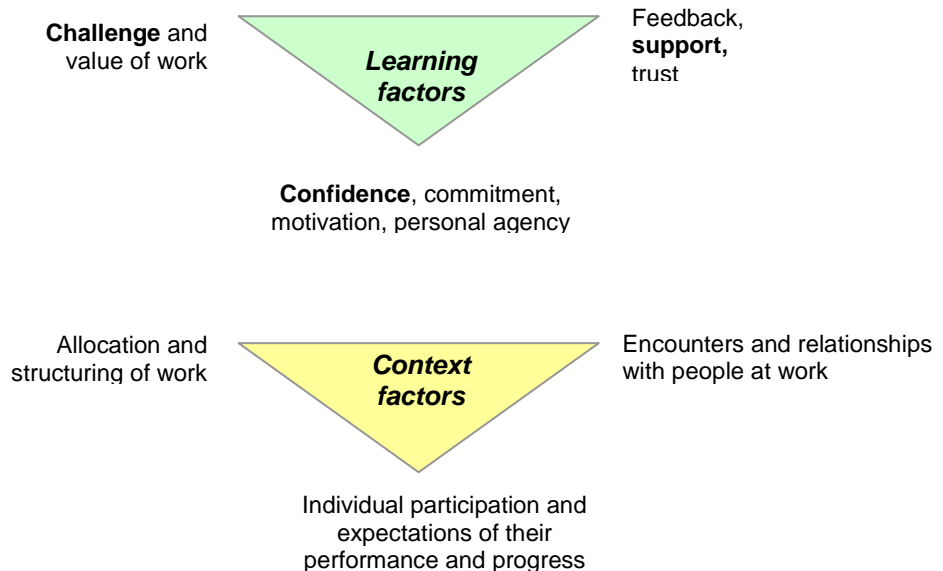 Challenge and
value of work
Learning
factors
Feedback,
support,
trust
Confidence, commitment,
motivation, personal agency
Allocation and
structuring of work
Context
factors
Encounters and relationships
with people at work
Individual participation and
expectations of their
performance and progress